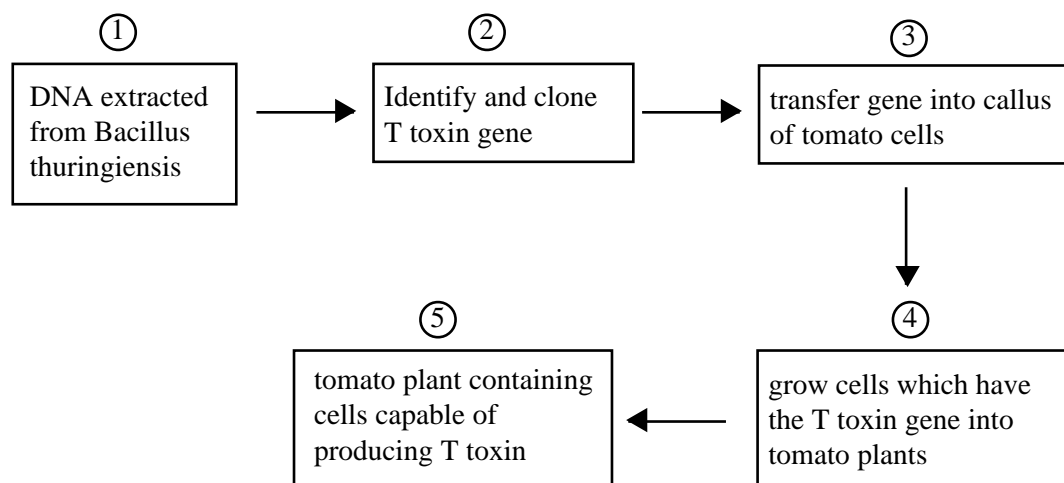 1
DNA extracted
from Bacillus
thuringiensis
2
Identify and clone
T toxin gene
3
transfer gene into callus
of tomato cells
4
grow cells which have
the T toxin gene into
tomato plants
5
tomato plant containing
cells capable of
producing T toxin